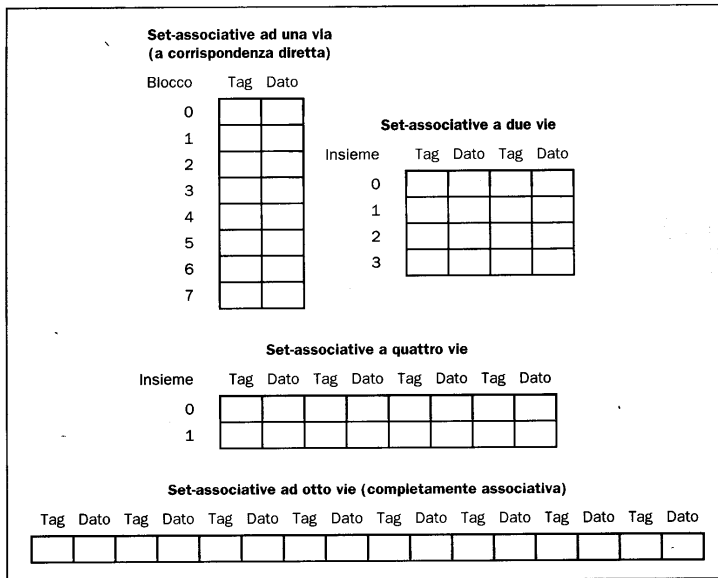 Set-associative ad una via
(a corrispondenza diretta)
Blocco Tag Dato
0
1
2
3
4
5
6
7
Set-associative a due vie
Insieme Tag Dato Tag Dato
0
1
2
3
Set-associative a quattro vie
Insieme Tag Dato Tag Dato Tag Dato Tag Dato
0
1
Set-associative ad otto vie (completamente associativa)
Tag Dato Tag Dato Tag Dato Tag Dato Tag Dato Tag Dato Tag Dato Tag Dato